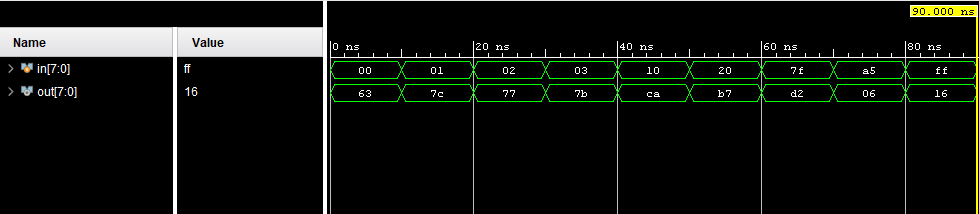 90.000 ns
Name Value
0 ns 20 ns 40 ns 60 ns 80 ns
in[7:0] ff 00 01 02 03 10 20 7f a5 ff
out[7:0] 16 63 7c 77 7b ca b7 d2 06 16